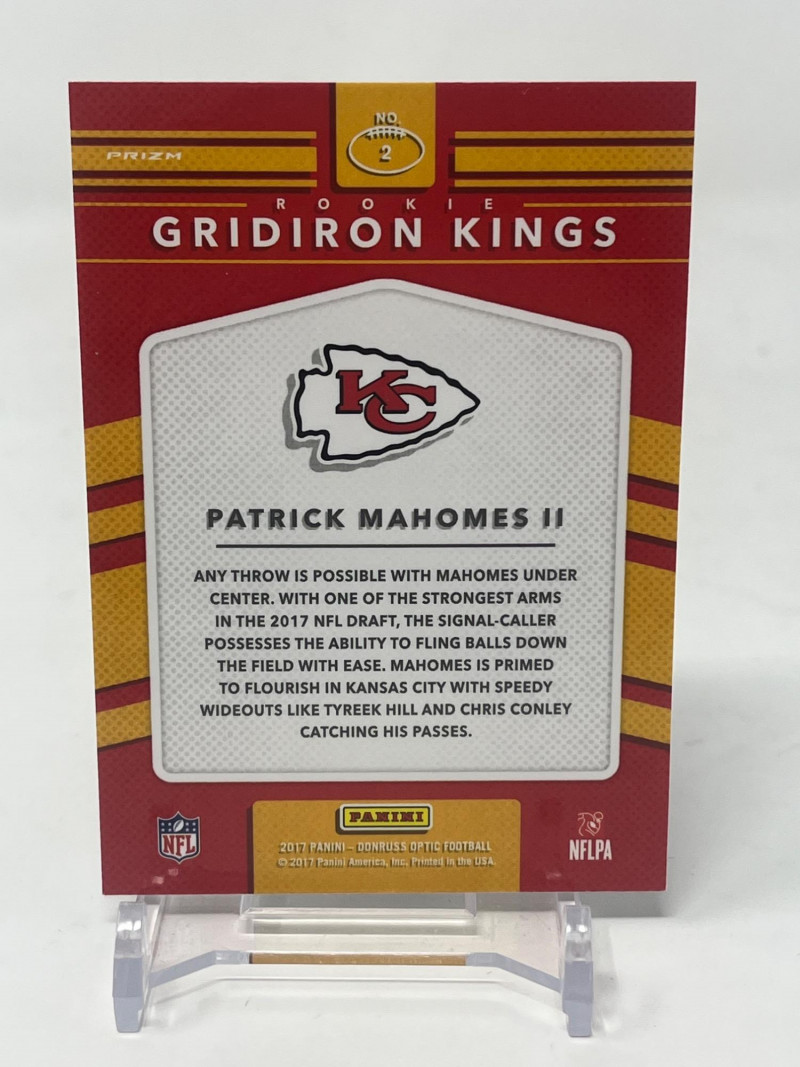 NO.
2
PRIZM
ROOKIE
GRIDIRON KINGS
KC
PATRICK MAHOMES II
ANY THROW IS POSSIBLE WITH MAHOMES UNDER
CENTER. WITH ONE OF THE STRONGEST ARMS
IN THE 2017 NFL DRAFT, THE SIGNAL-CALLER
POSSESSES THE ABILITY TO FLING BALLS DOWN
THE FIELD WITH EASE. MAHOMES IS PRIMED
TO FLOURISH IN KANSAS CITY WITH SPEEDY
WIDEOUTS LIKE TYREEK HILL AND CHRIS CONLEY
CATCHING HIS PASSES.
PANINI
NFL
2017 PANINI – DONRUSS OPTIC FOOTBALL
© 2017 Panini America, Inc. Printed in the USA.
NFLPA